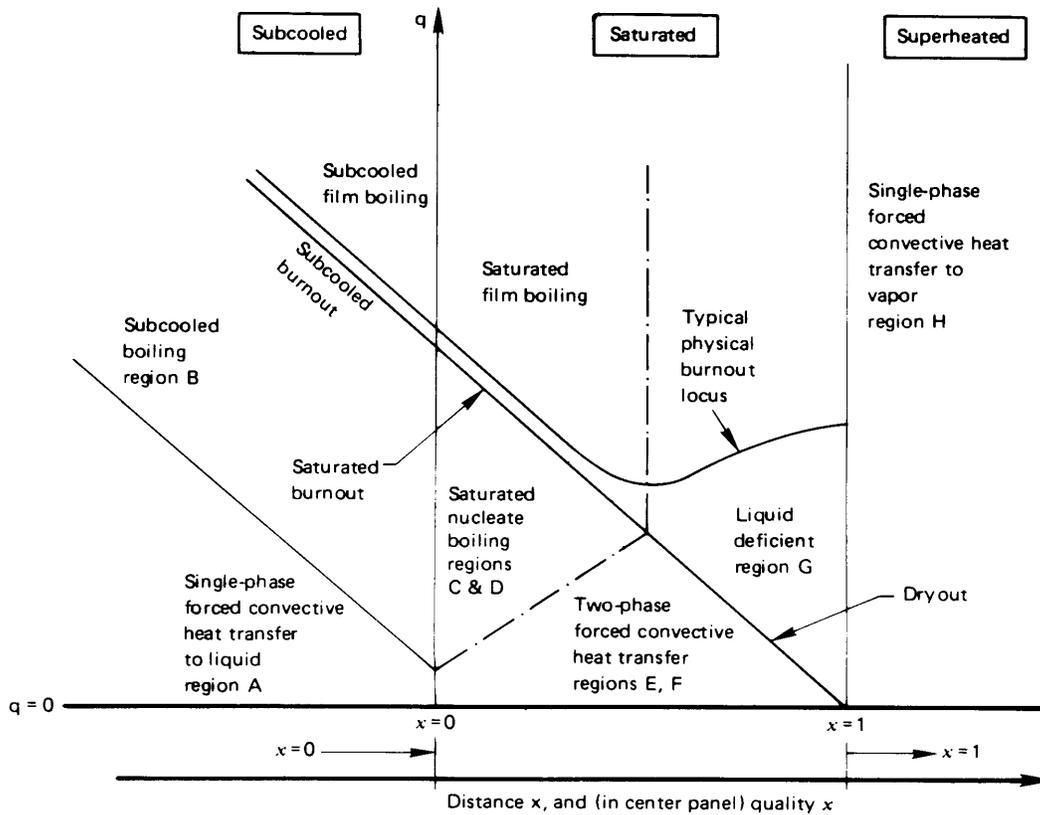 Subcooled
q
Saturated
Superheated
Subcooled
film boiling
Single-phase
forced
convective heat
transfer to
vapor
region H
Subcooled
burnout
Saturated
film boiling
Subcooled
boiling
region B
Typical
physical
burnout
locus
Saturated
burnout
Saturated
nucleate
boiling
regions
C & D
Liquid
deficient
region G
Single-phase
forced convective
heat transfer
to liquid
region A
Two-phase
forced convective
heat transfer
regions E, F
Dryout
q = 0
x = 0
x = 1
x = 0
x = 1
Distance x, and (in center panel) quality x